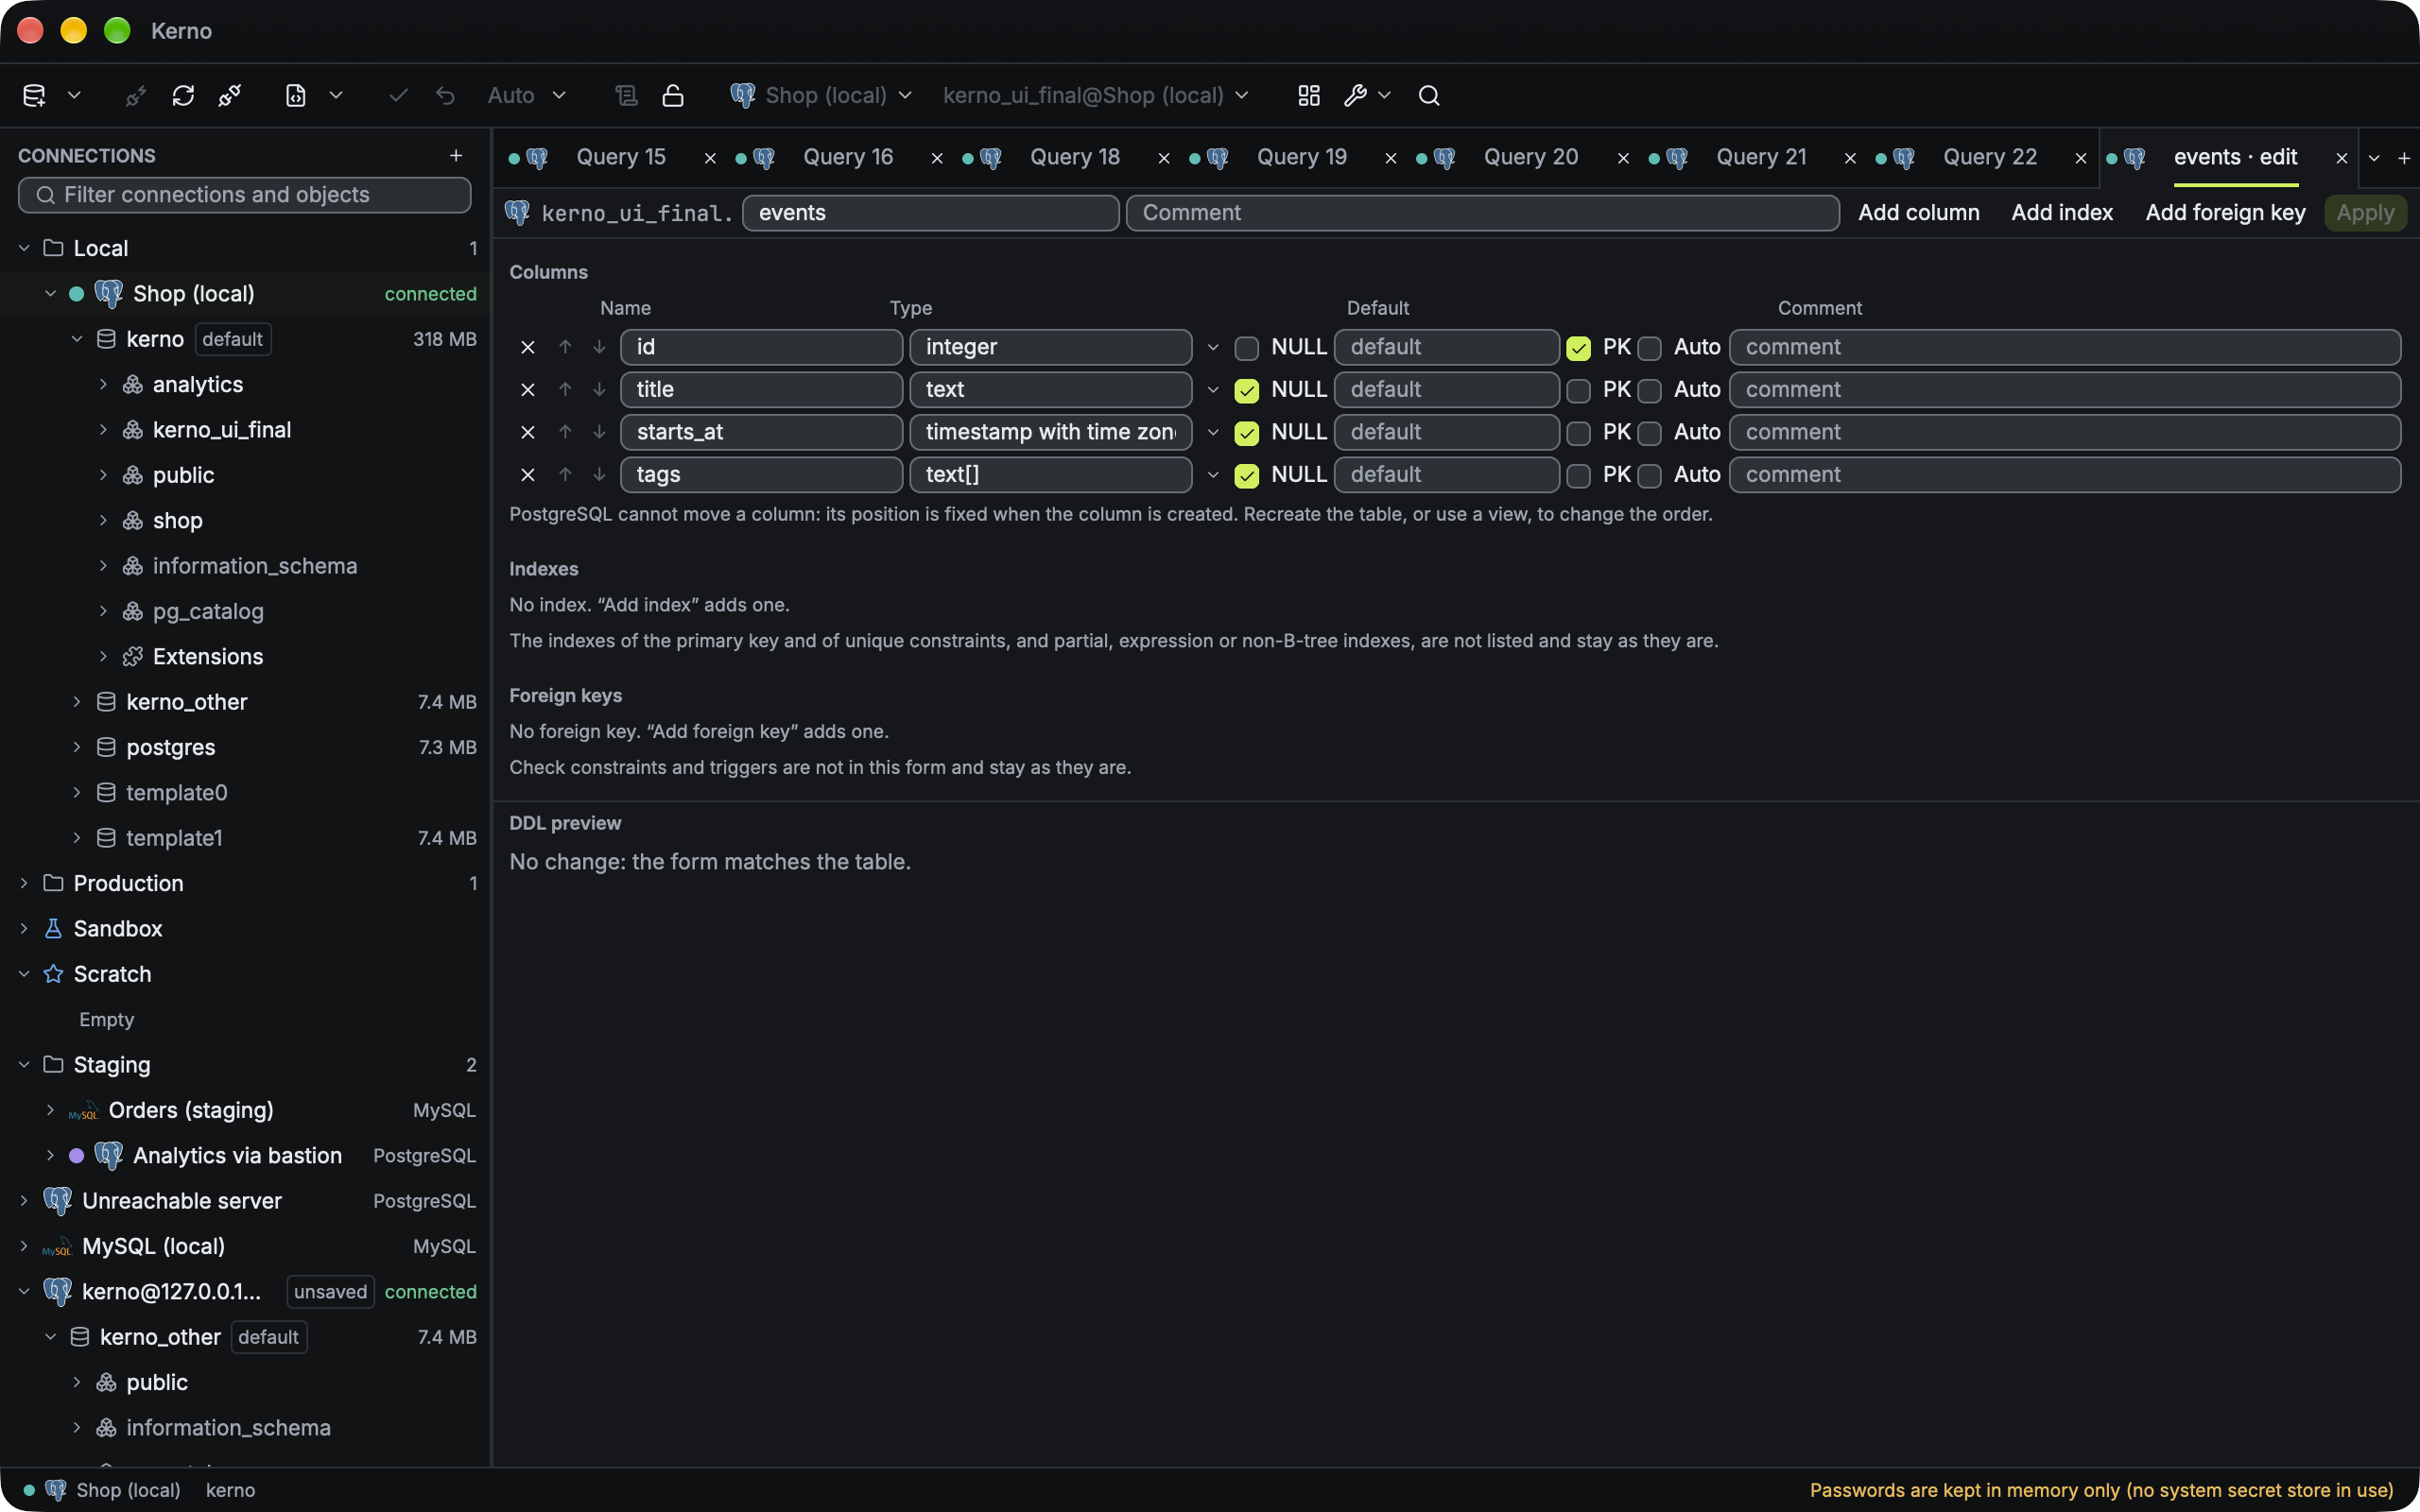 Kerno
Auto
Shop (local)
kerno_ui_final@Shop (local)
CONNECTIONS
Filter connections and objects
Local 1
Shop (local) connected
kerno default 318 MB
analytics
kerno_ui_final
public
shop
information_schema
pg_catalog
Extensions
kerno_other 7.4 MB
postgres 7.3 MB
template0
template1 7.4 MB
Production 1
Sandbox
Scratch
Empty
Staging 2
MySQL Orders (staging) MySQL
Analytics via bastion PostgreSQL
Unreachable server PostgreSQL
MySQL MySQL (local) MySQL
kerno@127.0.0.1... unsaved connected
kerno_other default 7.4 MB
public
information_schema
Query 15 Query 16 Query 18 Query 19 Query 20 Query 21 Query 22 events · edit
kerno_ui_final. events Comment Add column Add index Add foreign key Apply
Columns
Name Type Default Comment
id integer NULL default PK Auto comment
title text NULL default PK Auto comment
starts_at timestamp with time zon NULL default PK Auto comment
tags text[] NULL default PK Auto comment
PostgreSQL cannot move a column: its position is fixed when the column is created. Recreate the table, or use a view, to change the order.
Indexes
No index. “Add index” adds one.
The indexes of the primary key and of unique constraints, and partial, expression or non-B-tree indexes, are not listed and stay as they are.
Foreign keys
No foreign key. “Add foreign key” adds one.
Check constraints and triggers are not in this form and stay as they are.
DDL preview
No change: the form matches the table.
Shop (local) kerno
Passwords are kept in memory only (no system secret store in use)